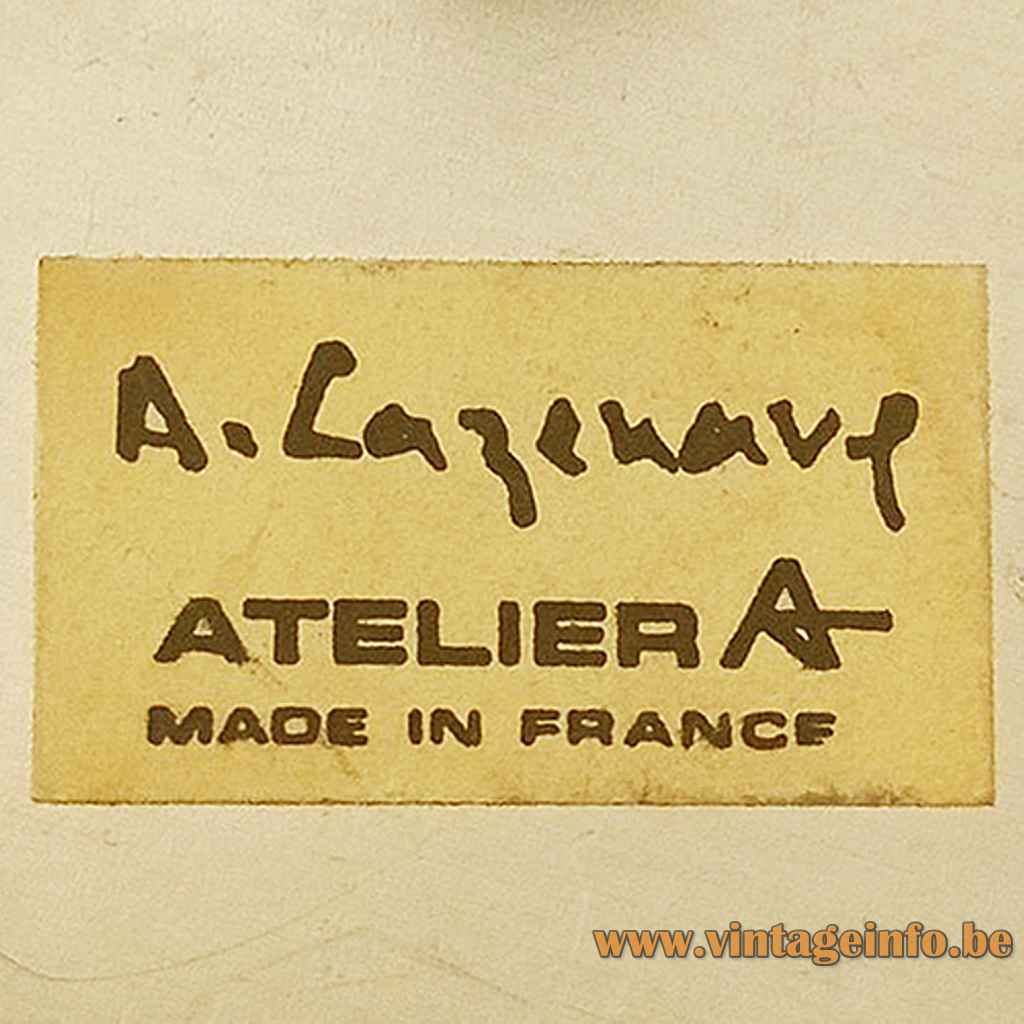 A. Cazenave
ATELIER A
MADE IN FRANCE
www.vintageinfo.be